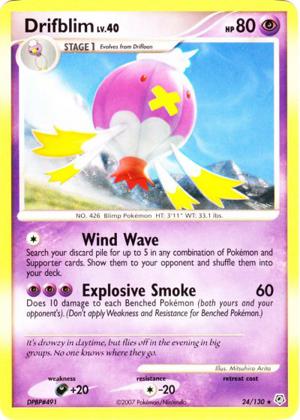 Drifblim LV.40 HP 80
STAGE 1 Evolves from Drifloon
NO. 426 Blimp Pokémon HT: 3'11" WT: 33.1 lbs.
Wind Wave
Search your discard pile for up to 5 in any combination of Pokémon and
Supporter cards. Show them to your opponent and shuffle them into
your deck.
Explosive Smoke 60
Does 10 damage to each Benched Pokémon (both yours and your
opponent's). (Don't apply Weakness and Resistance for Benched Pokémon.)
It's drowzy in daytime, but flies off in the evening in big
groups. No one knows where they go.
Illus. Mitsuhiro Arita
weakness resistance retreat cost
+20 -20
DPBP#491 ©2007 Pokémon/Nintendo 24/130 ★